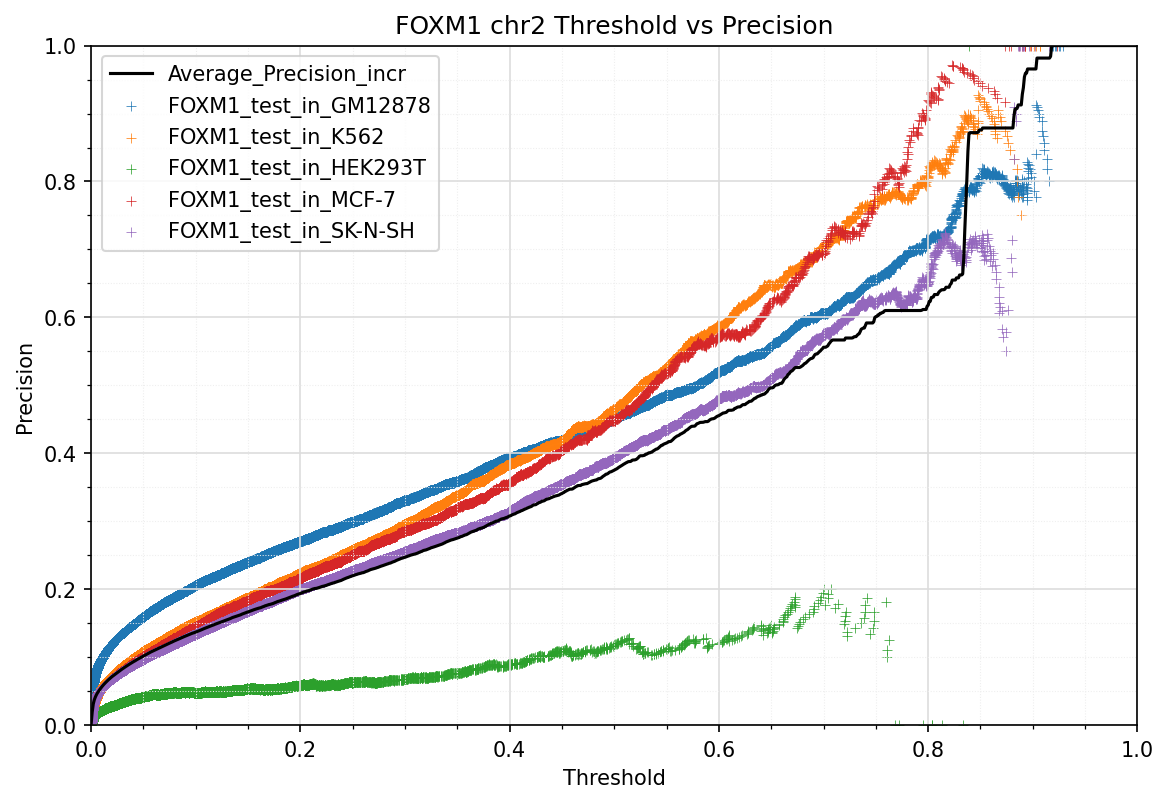 FOXM1 chr2 Threshold vs Precision
Average_Precision_incr
FOXM1_test_in_GM12878
FOXM1_test_in_K562
FOXM1_test_in_HEK293T
FOXM1_test_in_MCF-7
FOXM1_test_in_SK-N-SH
1.0
0.8
0.6
0.4
0.2
0.0
Precision
0.0 0.2 0.4 0.6 0.8 1.0
Threshold